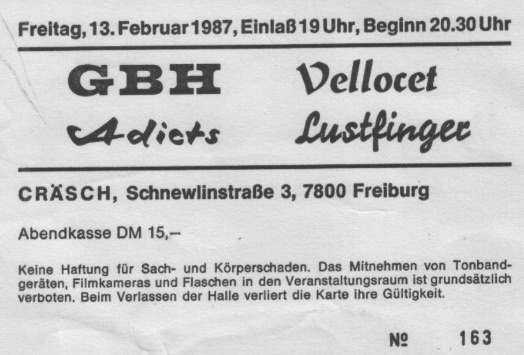 Freitag, 13. Februar 1987, Einlaß 19 Uhr, Beginn 20.30 Uhr
GBH Vellocet
Adicts Lustfinger
CRÄSCH, Schnewlinstraße 3, 7800 Freiburg
Abendkasse DM 15,–
Keine Haftung für Sach- und Körperschaden. Das Mitnehmen von Tonband-
geräten, Filmkameras und Flaschen in den Veranstaltungsraum ist grundsätzlich
verboten. Beim Verlassen der Halle verliert die Karte ihre Gültigkeit.
№ 163